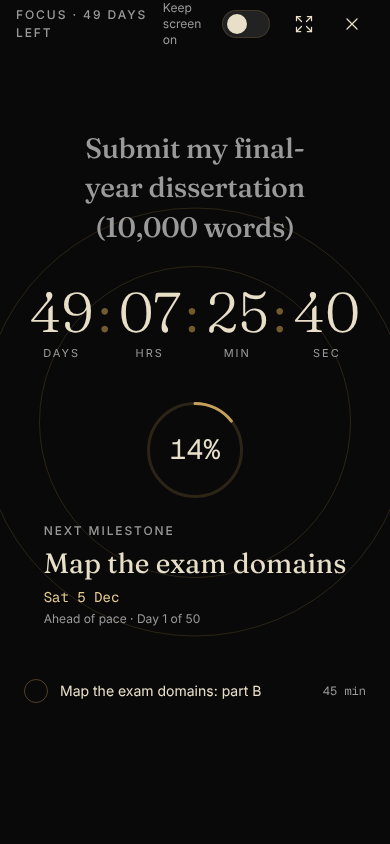 FOCUS · 49 DAYS
LEFT
Keep
screen
on
Submit my final-
year dissertation
(10,000 words)
49:07:25:40
DAYS HRS MIN SEC
14%
NEXT MILESTONE
Map the exam domains
Sat 5 Dec
Ahead of pace · Day 1 of 50
Map the exam domains: part B 45 min